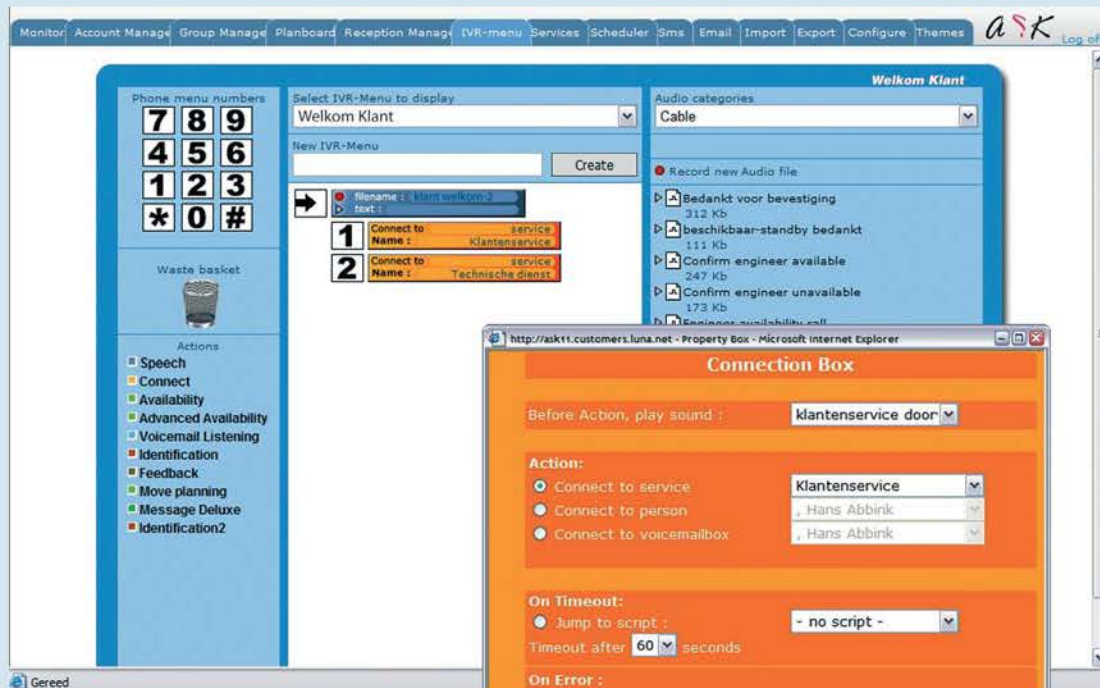 Monitor Account Manage Group Manage Planboard Reception Manage IVR-menu Services Scheduler Sms Email Import Export Configure Themes ASK Log of
Welkom Klant
Phone menu numbers
7 8 9
4 5 6
1 2 3
* 0 #
Waste basket
Actions
Speech
Connect
Availability
Advanced Availability
Voicemail Listening
Identification
Feedback
Move planning
Message Deluxe
Identification2
Select IVR-Menu to display
Welkom Klant
New IVR-Menu
Create
filename : klant welkom-2
text :
1 Connect to service
Name : Klantenservice
2 Connect to service
Name : Technische dienst
Audio categories
Cable
Record new Audio file
Bedankt voor bevestiging
312 Kb
beschikbaar-standby bedankt
111 Kb
Confirm engineer available
247 Kb
Confirm engineer unavailable
173 Kb
Engineer availability call
http://ask11.customers.luna.net - Property Box - Microsoft Internet Explorer
Connection Box
Before Action, play sound : klantenservice door
Action:
Connect to service Klantenservice
Connect to person , Hans Abbink
Connect to voicemailbox , Hans Abbink
On Timeout:
Jump to script : - no script -
Timeout after 60 seconds
On Error :
Gereed